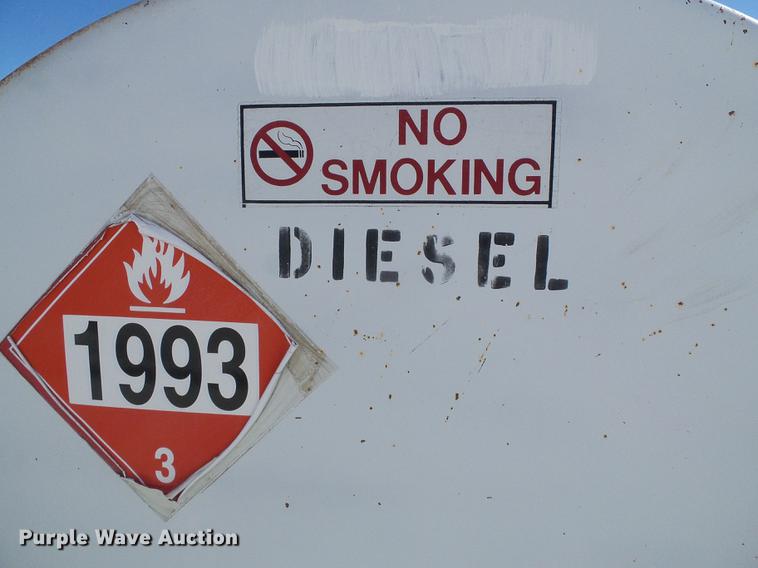 NO
SMOKING
DIESEL
1993
3
Purple Wave Auction